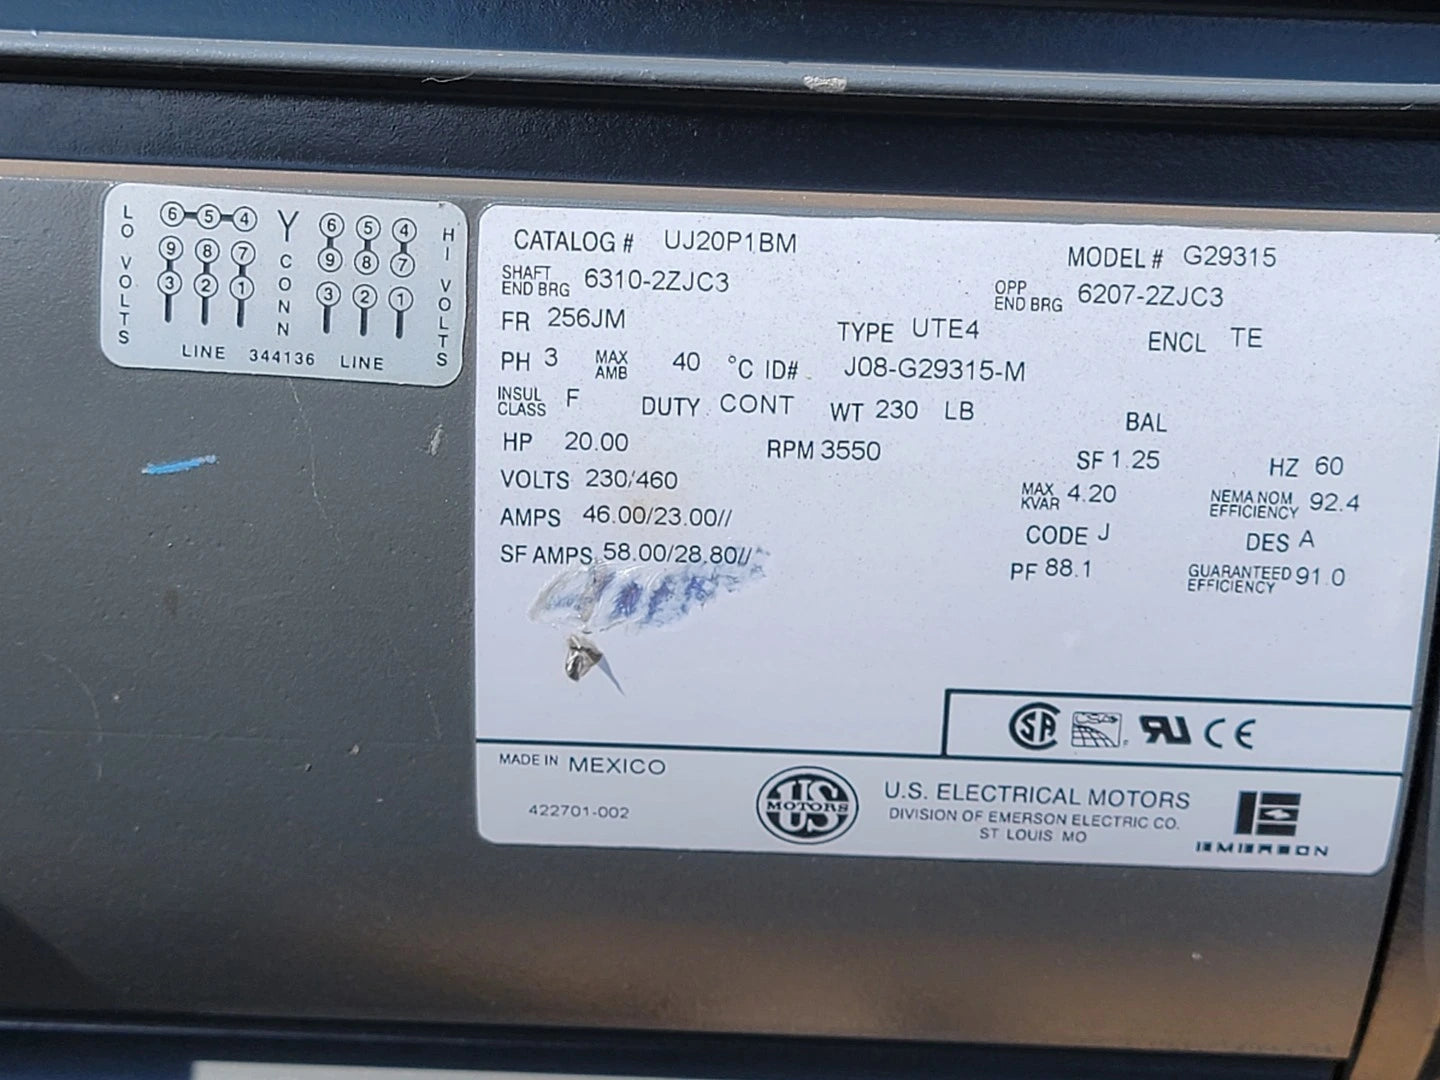 LO VOLTS
6 5 4
9 8 7
3 2 1
Y CONN
6 5 4
9 8 7
3 2 1
HI VOLTS
LINE 344136 LINE
CATALOG # UJ20P1BM MODEL # G29315
SHAFT END BRG 6310-2ZJC3 OPP END BRG 6207-2ZJC3
FR 256JM TYPE UTE4 ENCL TE
PH 3 MAX AMB 40 °C ID# J08-G29315-M
INSUL CLASS F DUTY CONT WT 230 LB BAL
HP 20.00 RPM 3550 SF 1.25 HZ 60
VOLTS 230/460 MAX KVAR 4.20 NEMA NOM EFFICIENCY 92.4
AMPS 46.00/23.00// CODE J DES A
SF AMPS 58.00/28.80// PF 88.1 GUARANTEED EFFICIENCY 91.0
SA CSA UR CE
MADE IN MEXICO
422701-002
US MOTORS
U.S. ELECTRICAL MOTORS
DIVISION OF EMERSON ELECTRIC CO.
ST LOUIS MO
EMERSON